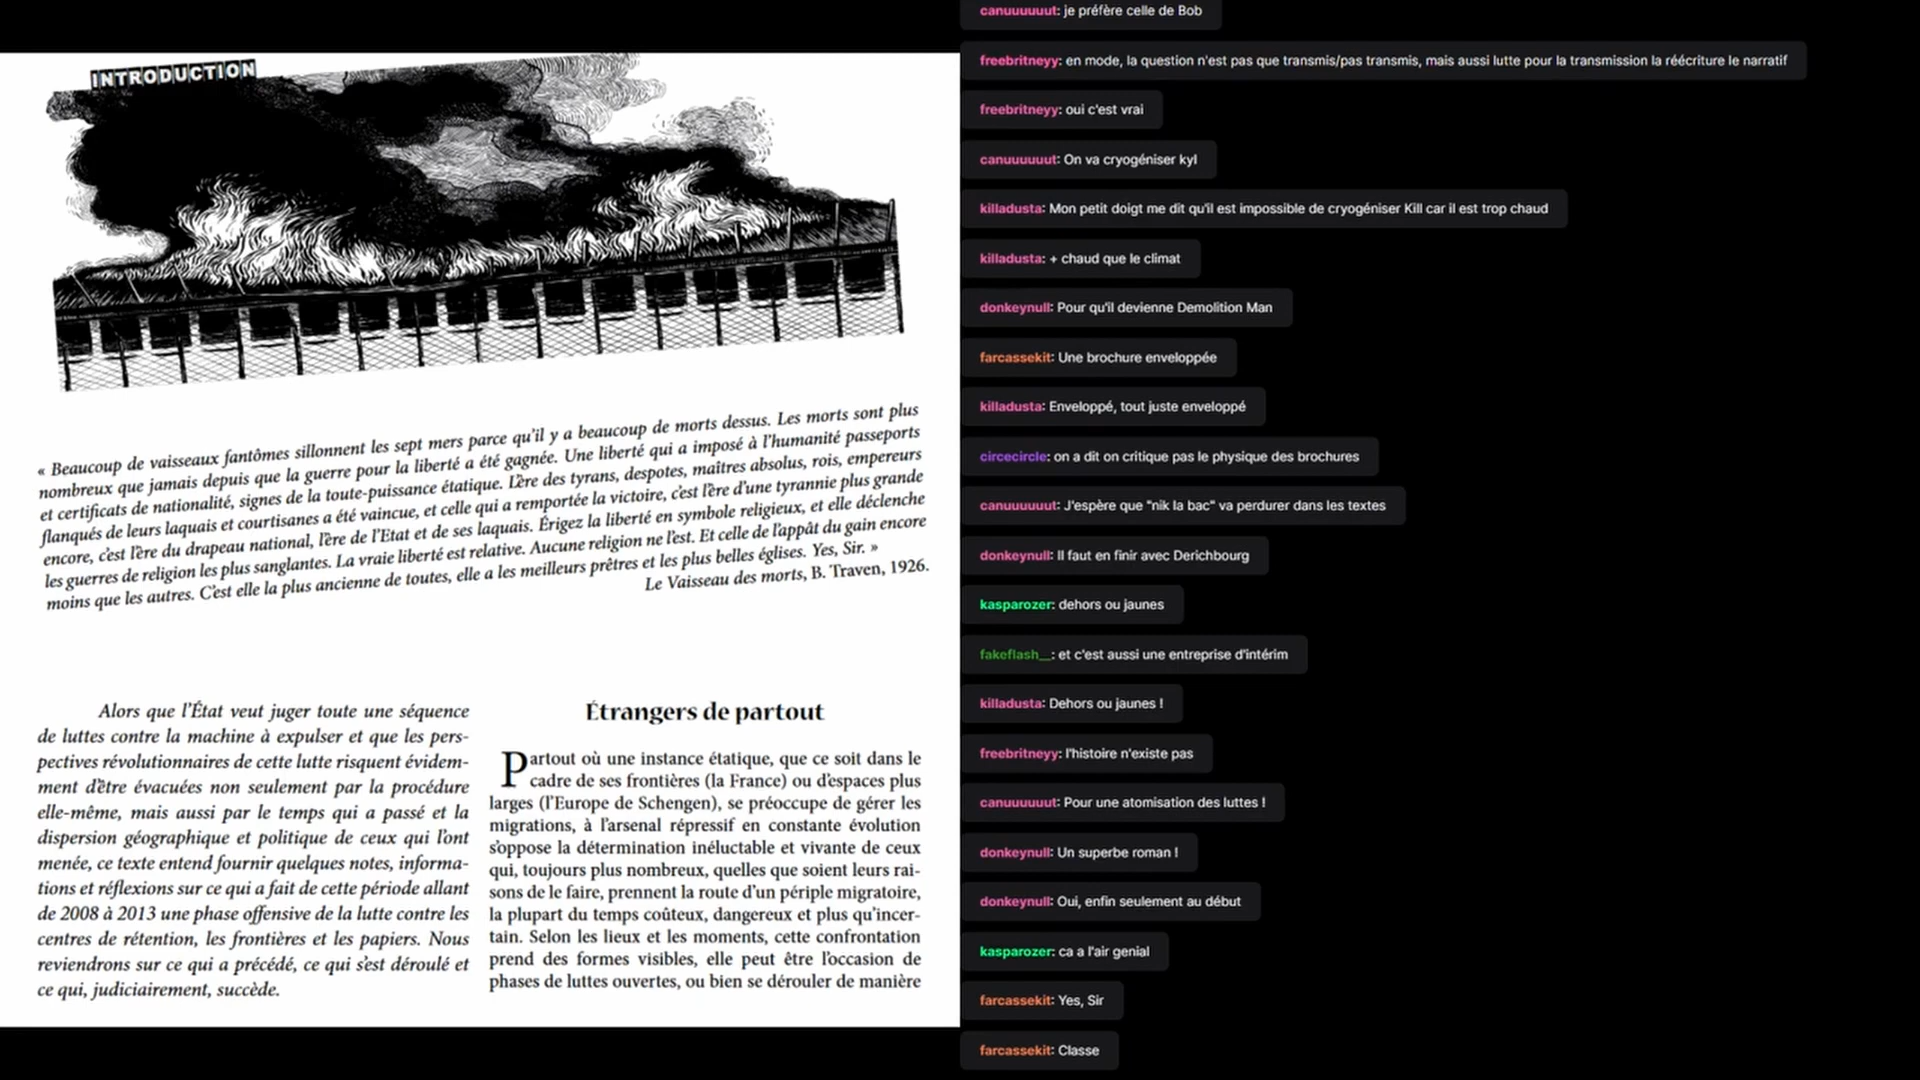 INTRODUCTION
« Beaucoup de vaisseaux fantômes sillonnent les sept mers parce qu'il y a beaucoup de morts dessus. Les morts sont plus
nombreux que jamais depuis que la guerre pour la liberté a été gagnée. Une liberté qui a imposé à l'humanité passeports
et certificats de nationalité, signes de la toute-puissance étatique. L'ère des tyrans, despotes, maîtres absolus, rois, empereurs
flanqués de leurs laquais et courtisanes a été vaincue, et celle qui a remportée la victoire, c'est l'ère d'une tyrannie plus grande
encore, c'est l'ère du drapeau national, l'ère de l'Etat et de ses laquais. Érigez la liberté en symbole religieux, et elle déclenche
les guerres de religion les plus sanglantes. La vraie liberté est relative. Aucune religion ne l'est. Et celle de l'appât du gain encore
moins que les autres. C'est elle la plus ancienne de toutes, elle a les meilleurs prêtres et les plus belles églises. Yes, Sir. »
Le Vaisseau des morts, B. Traven, 1926.
Alors que l'État veut juger toute une séquence
de luttes contre la machine à expulser et que les pers-
pectives révolutionnaires de cette lutte risquent évidem-
ment d'être évacuées non seulement par la procédure
elle-même, mais aussi par le temps qui a passé et la
dispersion géographique et politique de ceux qui l'ont
menée, ce texte entend fournir quelques notes, informa-
tions et réflexions sur ce qui a fait de cette période allant
de 2008 à 2013 une phase offensive de la lutte contre les
centres de rétention, les frontières et les papiers. Nous
reviendrons sur ce qui a précédé, ce qui s'est déroulé et
ce qui, judiciairement, succède.
Étrangers de partout
Partout où une instance étatique, que ce soit dans le
cadre de ses frontières (la France) ou d'espaces plus
larges (l'Europe de Schengen), se préoccupe de gérer les
migrations, à l'arsenal répressif en constante évolution
s'oppose la détermination inéluctable et vivante de ceux
qui, toujours plus nombreux, quelles que soient leurs rai-
sons de le faire, prennent la route d'un périple migratoire,
la plupart du temps coûteux, dangereux et plus qu'incer-
tain. Selon les lieux et les moments, cette confrontation
prend des formes visibles, elle peut être l'occasion de
phases de luttes ouvertes, ou bien se dérouler de manière
canuuuuuut: je préfère celle de Bob
freebritneyy: en mode, la question n'est pas que transmis/pas transmis, mais aussi lutte pour la transmission la réécriture le narratif
freebritneyy: oui c'est vrai
canuuuuuut: On va cryogéniser kyl
killadusta: Mon petit doigt me dit qu'il est impossible de cryogéniser Kill car il est trop chaud
killadusta: + chaud que le climat
donkeynull: Pour qu'il devienne Demolition Man
farcassekit: Une brochure enveloppée
killadusta: Enveloppé, tout juste enveloppé
circecircle: on a dit on critique pas le physique des brochures
canuuuuuut: J'espère que "nik la bac" va perdurer dans les textes
donkeynull: Il faut en finir avec Derichbourg
kasparozer: dehors ou jaunes
fakeflash__: et c'est aussi une entreprise d'intérim
killadusta: Dehors ou jaunes !
freebritneyy: l'histoire n'existe pas
canuuuuuut: Pour une atomisation des luttes !
donkeynull: Un superbe roman !
donkeynull: Oui, enfin seulement au début
kasparozer: ca a l'air genial
farcassekit: Yes, Sir
farcassekit: Classe